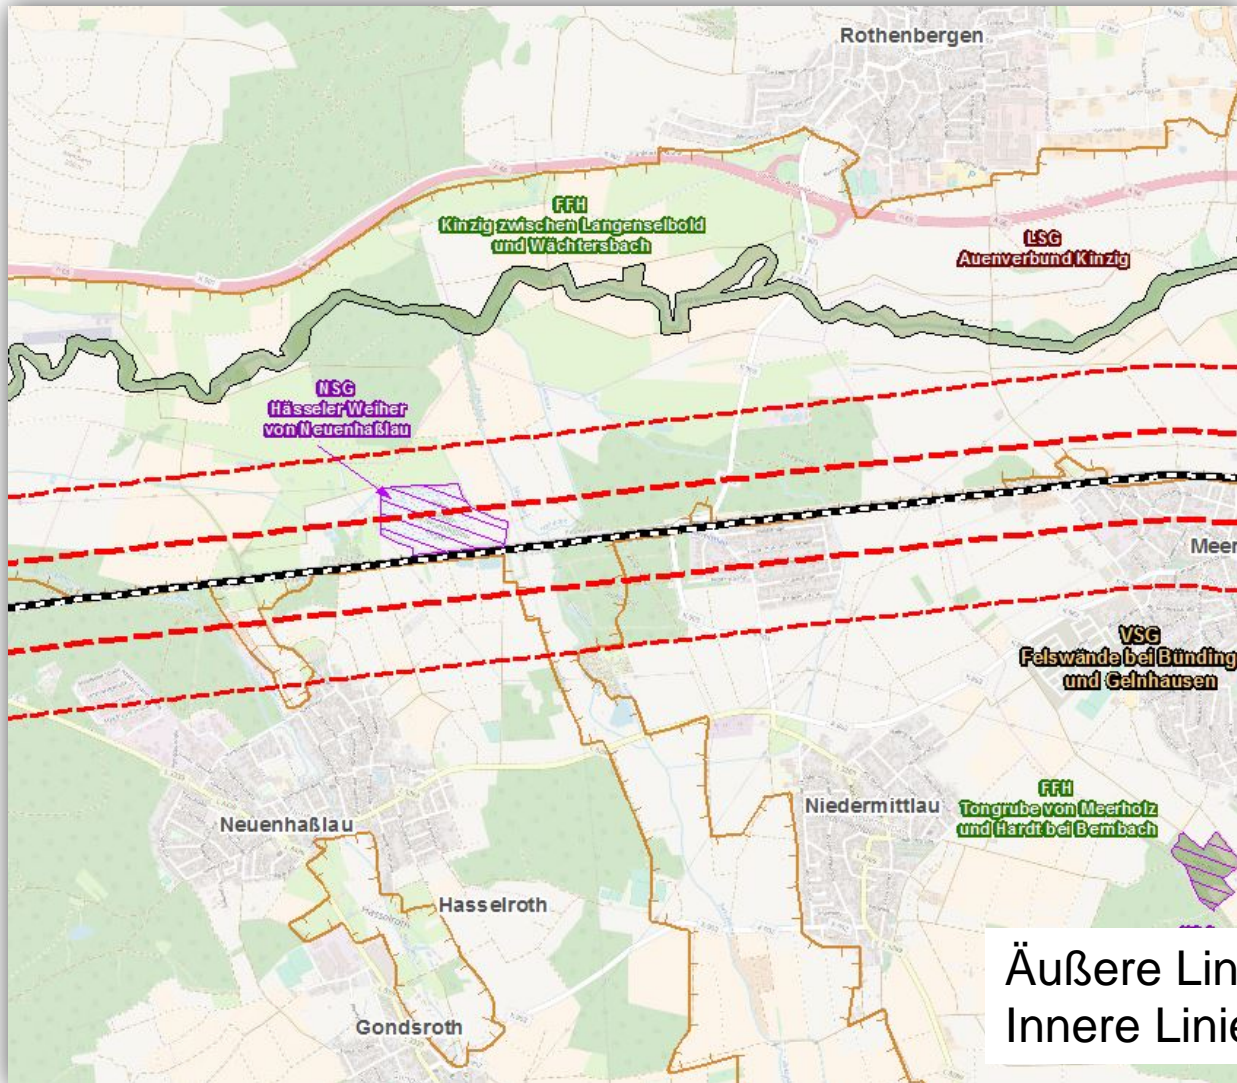 Rothenbergen
FFH
Kinzig zwischen Langenselbold
und Wächtersbach
LSG
Auenverbund Kinzig
NSG
Hässeler Weiher
von Neuenhaßlau
Meer
VSG
Felswände bei Bünding
und Gelnhausen
FFH
Tongrube von Meerholz
und Hardt bei Bernbach
Niedermittlau
Neuenhaßlau
Hasselroth
Gondsroth
Äußere Lin
Innere Linie